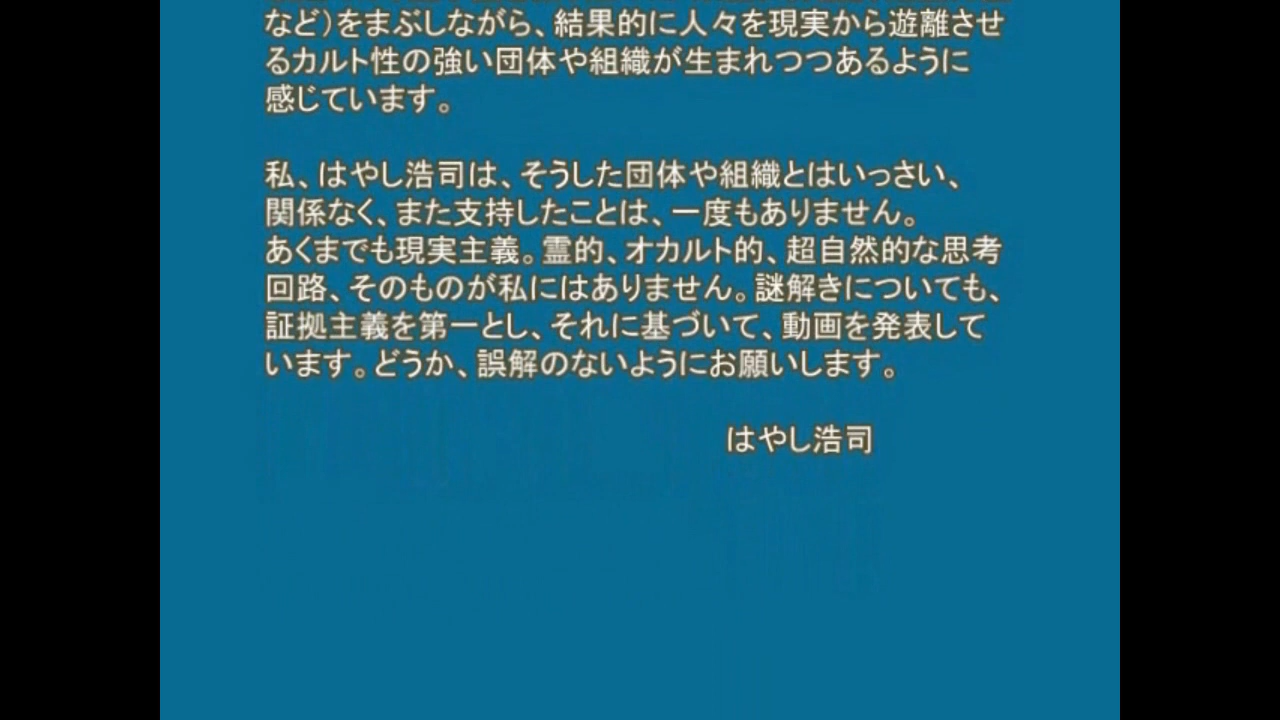 など)をまぶしながら、結果的に人々を現実から遊離させ
るカルト性の強い団体や組織が生まれつつあるように
感じています。
私、はやし浩司は、そうした団体や組織とはいっさい、
関係なく、また支持したことは、一度もありません。
あくまでも現実主義。霊的、オカルト的、超自然的な思考
回路、そのものが私にはありません。謎解きについても、
証拠主義を第一とし、それに基づいて、動画を発表して
います。どうか、誤解のないようにお願いします。
はやし浩司